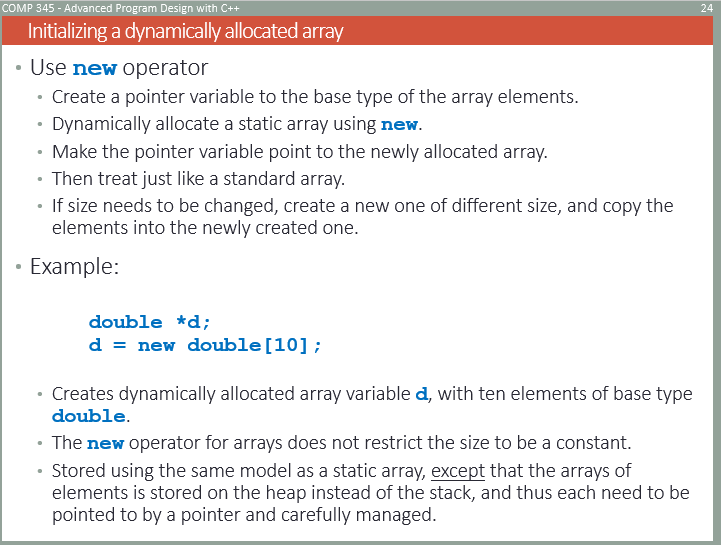 COMP 345 - Advanced Program Design with C++ 24
Initializing a dynamically allocated array
• Use new operator
• Create a pointer variable to the base type of the array elements.
• Dynamically allocate a static array using new.
• Make the pointer variable point to the newly allocated array.
• Then treat just like a standard array.
• If size needs to be changed, create a new one of different size, and copy the
elements into the newly created one.
• Example:
double *d;
d = new double[10];
• Creates dynamically allocated array variable d, with ten elements of base type
double.
• The new operator for arrays does not restrict the size to be a constant.
• Stored using the same model as a static array, except that the arrays of
elements is stored on the heap instead of the stack, and thus each need to be
pointed to by a pointer and carefully managed.